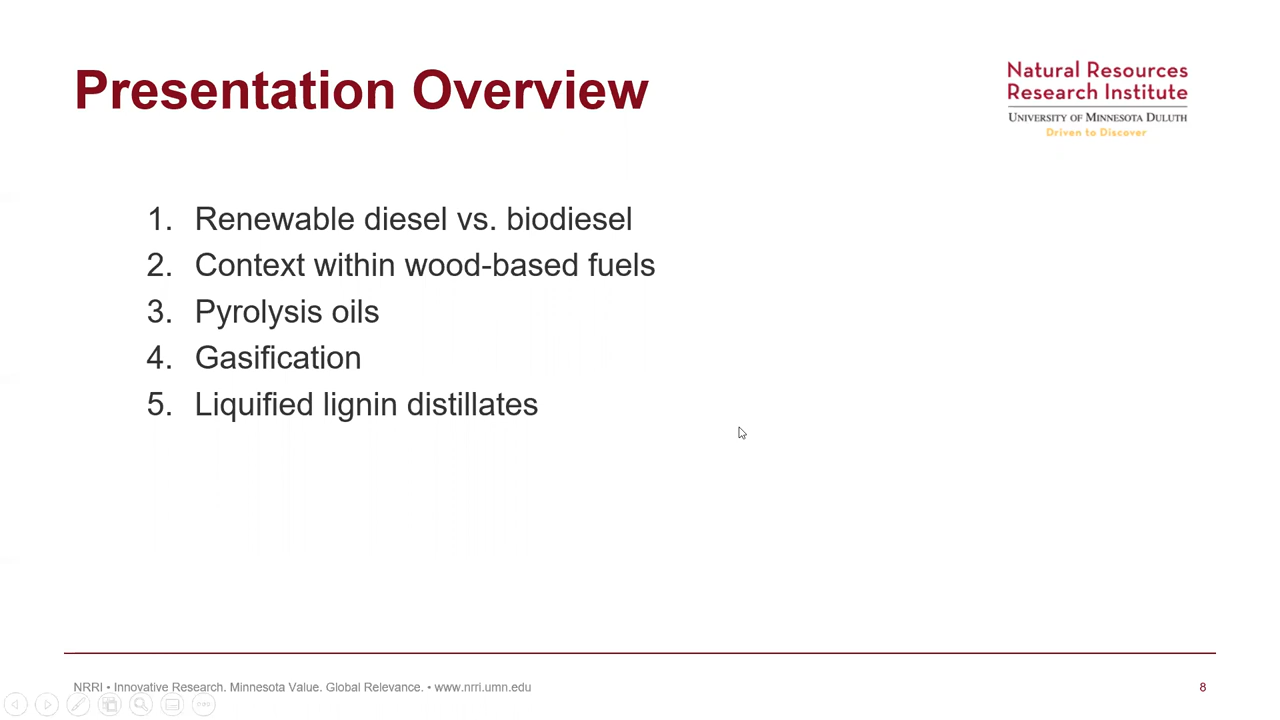 Presentation Overview
Natural Resources
Research Institute
University of Minnesota Duluth
Driven to Discover
1. Renewable diesel vs. biodiesel
2. Context within wood-based fuels
3. Pyrolysis oils
4. Gasification
5. Liquified lignin distillates
NRRI • Innovative Research. Minnesota Value. Global Relevance. • www.nrri.umn.edu
8